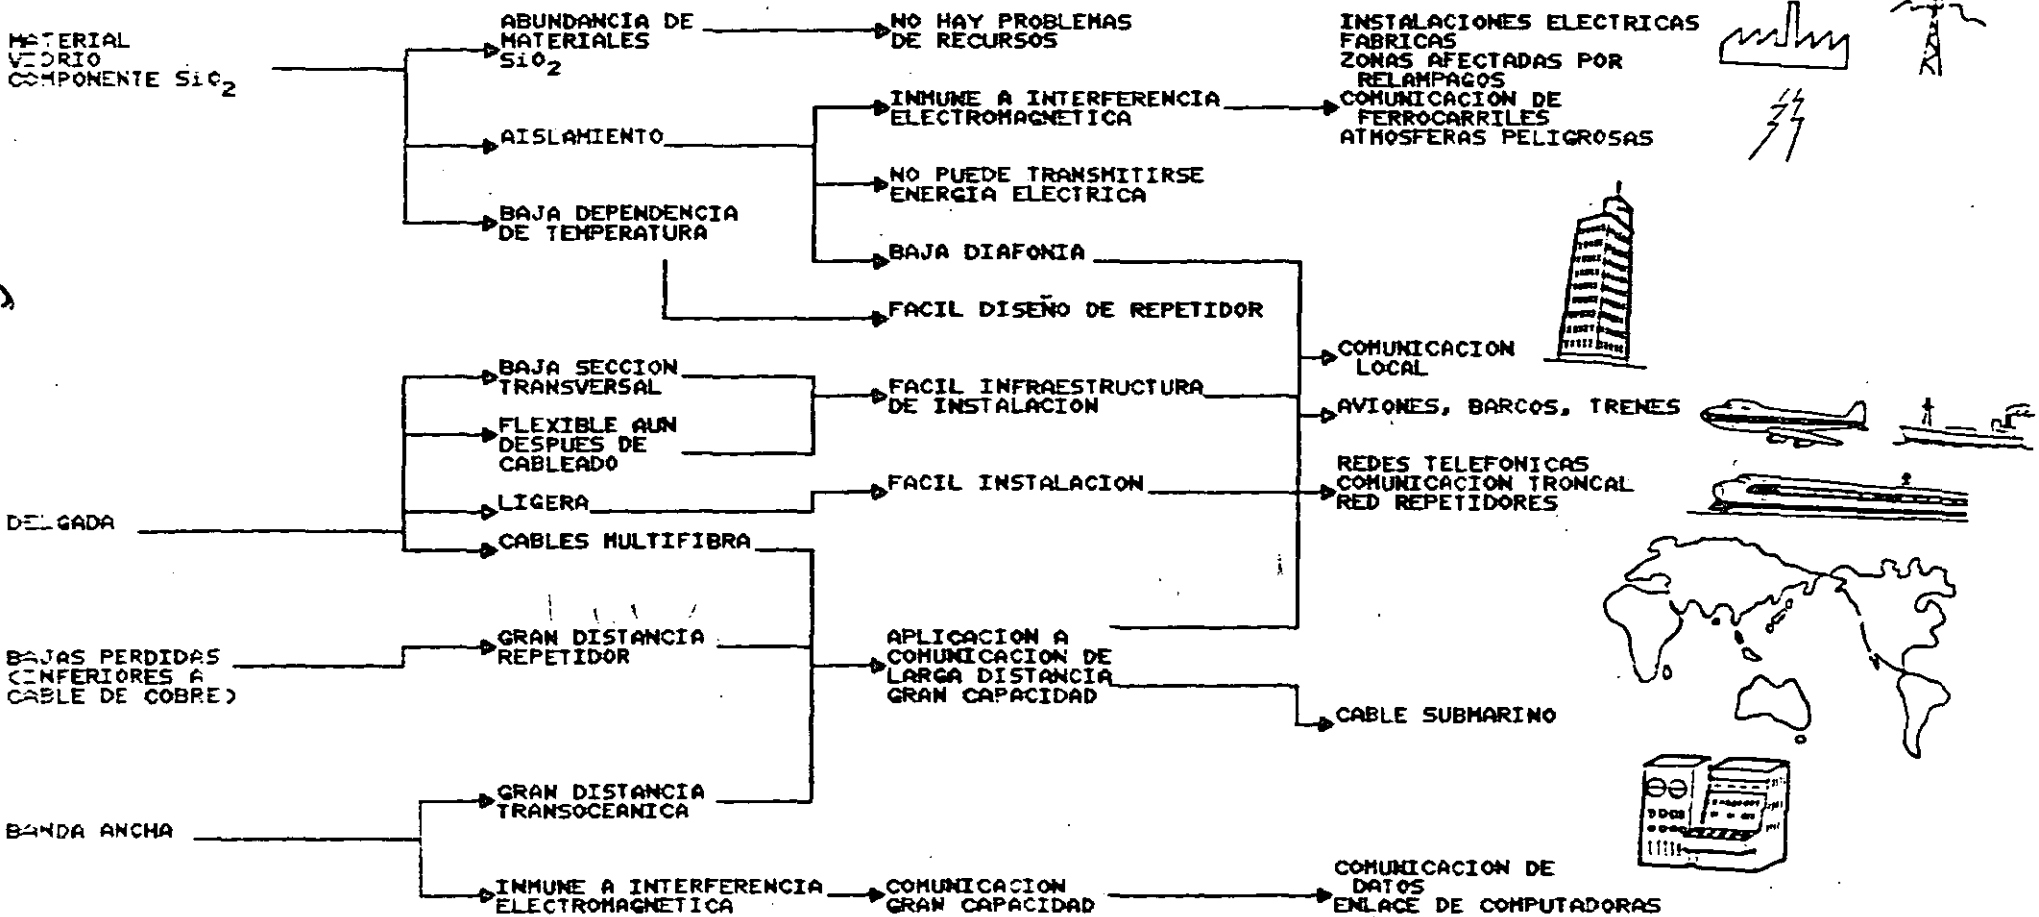 MATERIAL
VIDRIO
COMPONENTE SiO2
ABUNDANCIA DE
MATERIALES
SiO2
NO HAY PROBLEMAS
DE RECURSOS
INSTALACIONES ELECTRICAS
FABRICAS
ZONAS AFECTADAS POR
RELAMPAGOS
COMUNICACION DE
FERROCARRILES
ATMOSFERAS PELIGROSAS
AISLAMIENTO
INMUNE A INTERFERENCIA
ELECTROMAGNETICA
NO PUEDE TRANSMITIRSE
ENERGIA ELECTRICA
BAJA DEPENDENCIA
DE TEMPERATURA
BAJA DIAFONIA
FACIL DISEÑO DE REPETIDOR
DELGADA
BAJA SECCION
TRANSVERSAL
FLEXIBLE AUN
DESPUES DE
CABLEADO
LIGERA
CABLES MULTIFIBRA
FACIL INFRAESTRUCTURA
DE INSTALACION
FACIL INSTALACION
COMUNICACION
LOCAL
AVIONES, BARCOS, TRENES
REDES TELEFONICAS
COMUNICACION TRONCAL
RED REPETIDORES
BAJAS PERDIDAS
(INFERIORES A
CABLE DE COBRE)
GRAN DISTANCIA
REPETIDOR
APLICACION A
COMUNICACION DE
LARGA DISTANCIA
GRAN CAPACIDAD
CABLE SUBMARINO
BANDA ANCHA
GRAN DISTANCIA
TRANSOCEANICA
INMUNE A INTERFERENCIA
ELECTROMAGNETICA
COMUNICACION
GRAN CAPACIDAD
COMUNICACION DE
DATOS
ENLACE DE COMPUTADORAS